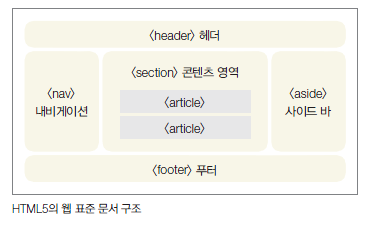 <header> 헤더
<nav>
내비게이션
<section> 콘텐츠 영역
<article>
<article>
<aside>
사이드 바
<footer> 푸터
HTML5의 웹 표준 문서 구조